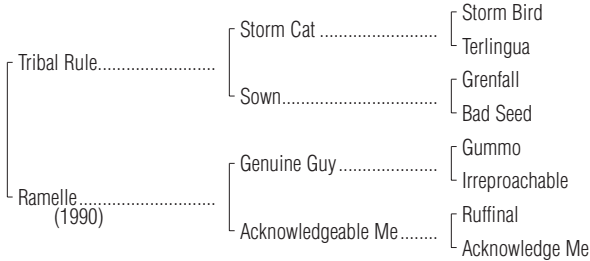 Storm Bird
Storm Cat ..........................
Terlingua
Tribal Rule..........................
Grenfall
Sown..................................
Bad Seed
Gummo
Genuine Guy ......................
Irreproachable
Ramelle..............................
(1990)
Ruffinal
Acknowledgeable Me........
Acknowledge Me